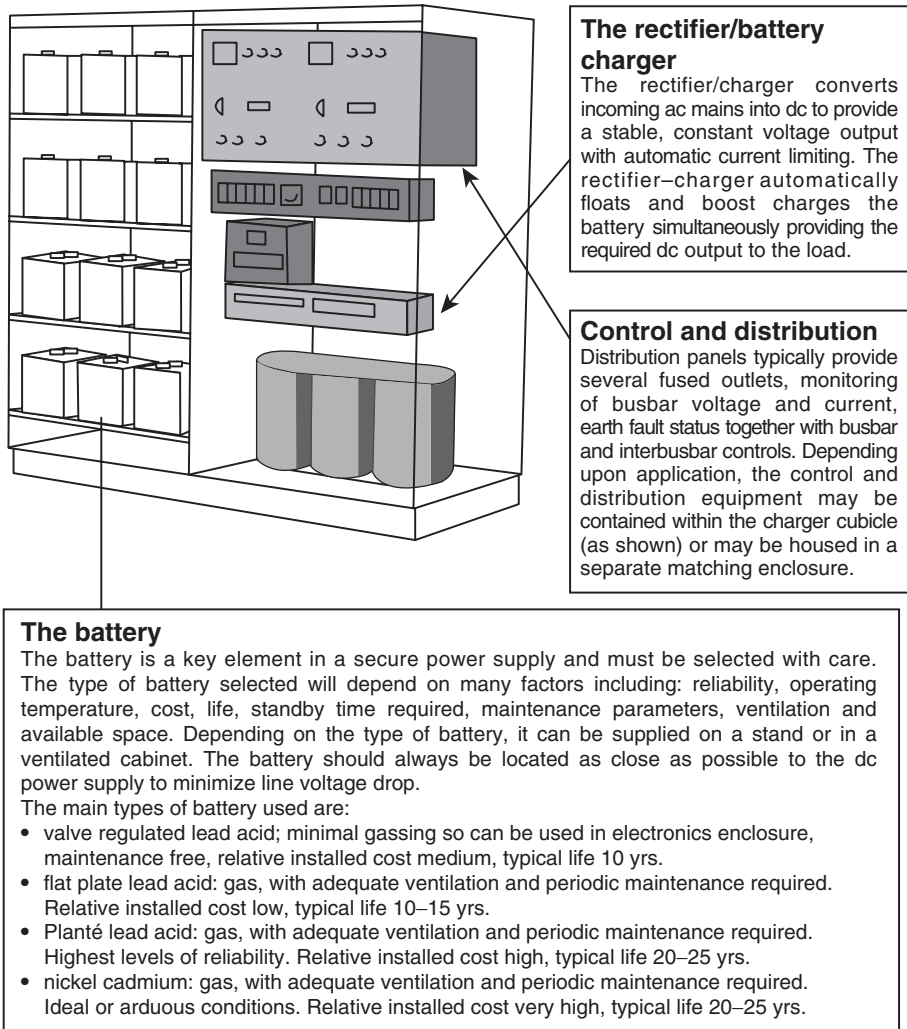 The rectifier/battery
charger
The rectifier/charger converts
incoming ac mains into dc to provide
a stable, constant voltage output
with automatic current limiting. The
rectifier–charger automatically
floats and boost charges the
battery simultaneously providing the
required dc output to the load.
Control and distribution
Distribution panels typically provide
several fused outlets, monitoring
of busbar voltage and current,
earth fault status together with busbar
and interbusbar controls. Depending
upon application, the control and
distribution equipment may be
contained within the charger cubicle
(as shown) or may be housed in a
separate matching enclosure.
The battery
The battery is a key element in a secure power supply and must be selected with care.
The type of battery selected will depend on many factors including: reliability, operating
temperature, cost, life, standby time required, maintenance parameters, ventilation and
available space. Depending on the type of battery, it can be supplied on a stand or in a
ventilated cabinet. The battery should always be located as close as possible to the dc
power supply to minimize line voltage drop.
The main types of battery used are:
• valve regulated lead acid; minimal gassing so can be used in electronics enclosure,
maintenance free, relative installed cost medium, typical life 10 yrs.
• flat plate lead acid: gas, with adequate ventilation and periodic maintenance required.
Relative installed cost low, typical life 10–15 yrs.
• Planté lead acid: gas, with adequate ventilation and periodic maintenance required.
Highest levels of reliability. Relative installed cost high, typical life 20–25 yrs.
• nickel cadmium: gas, with adequate ventilation and periodic maintenance required.
Ideal or arduous conditions. Relative installed cost very high, typical life 20–25 yrs.